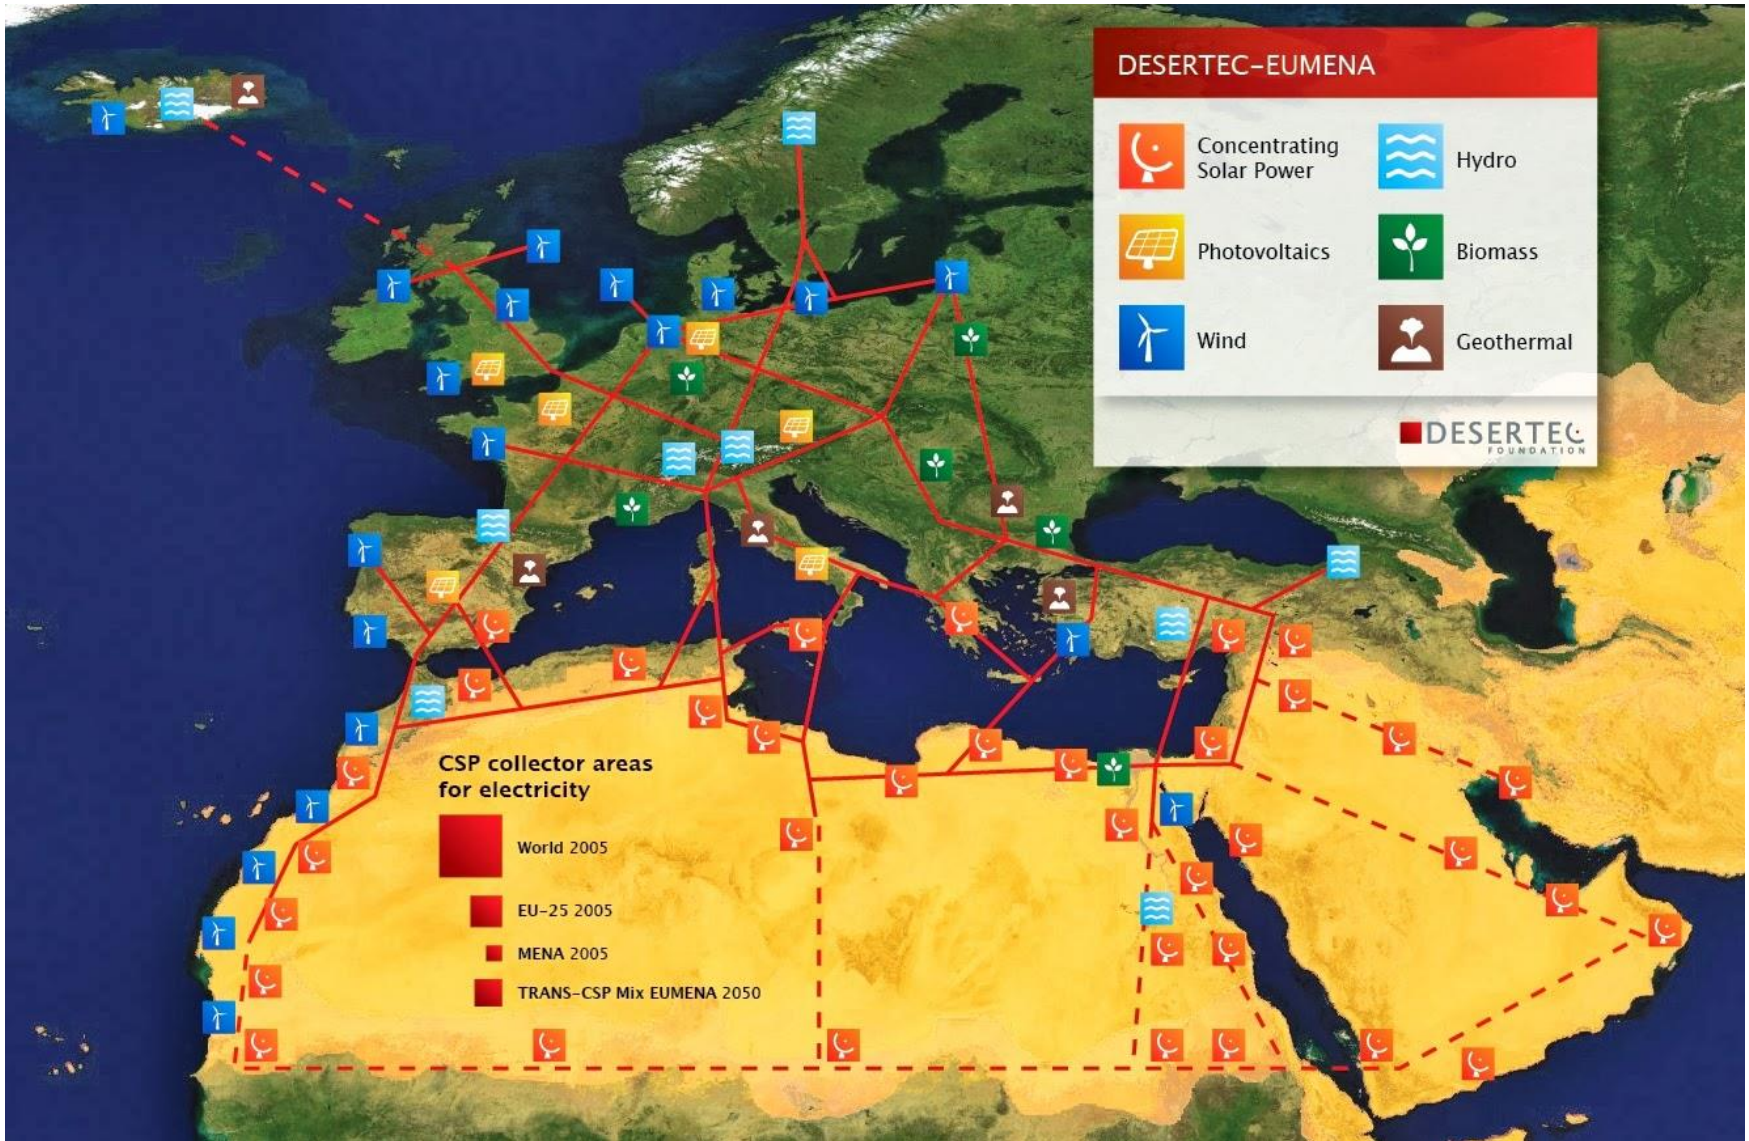 DESERTEC-EUMENA
Concentrating
Solar Power
Hydro
Photovoltaics
Biomass
Wind
Geothermal
DESERTEC
FOUNDATION
CSP collector areas
for electricity
World 2005
EU-25 2005
MENA 2005
TRANS-CSP Mix EUMENA 2050